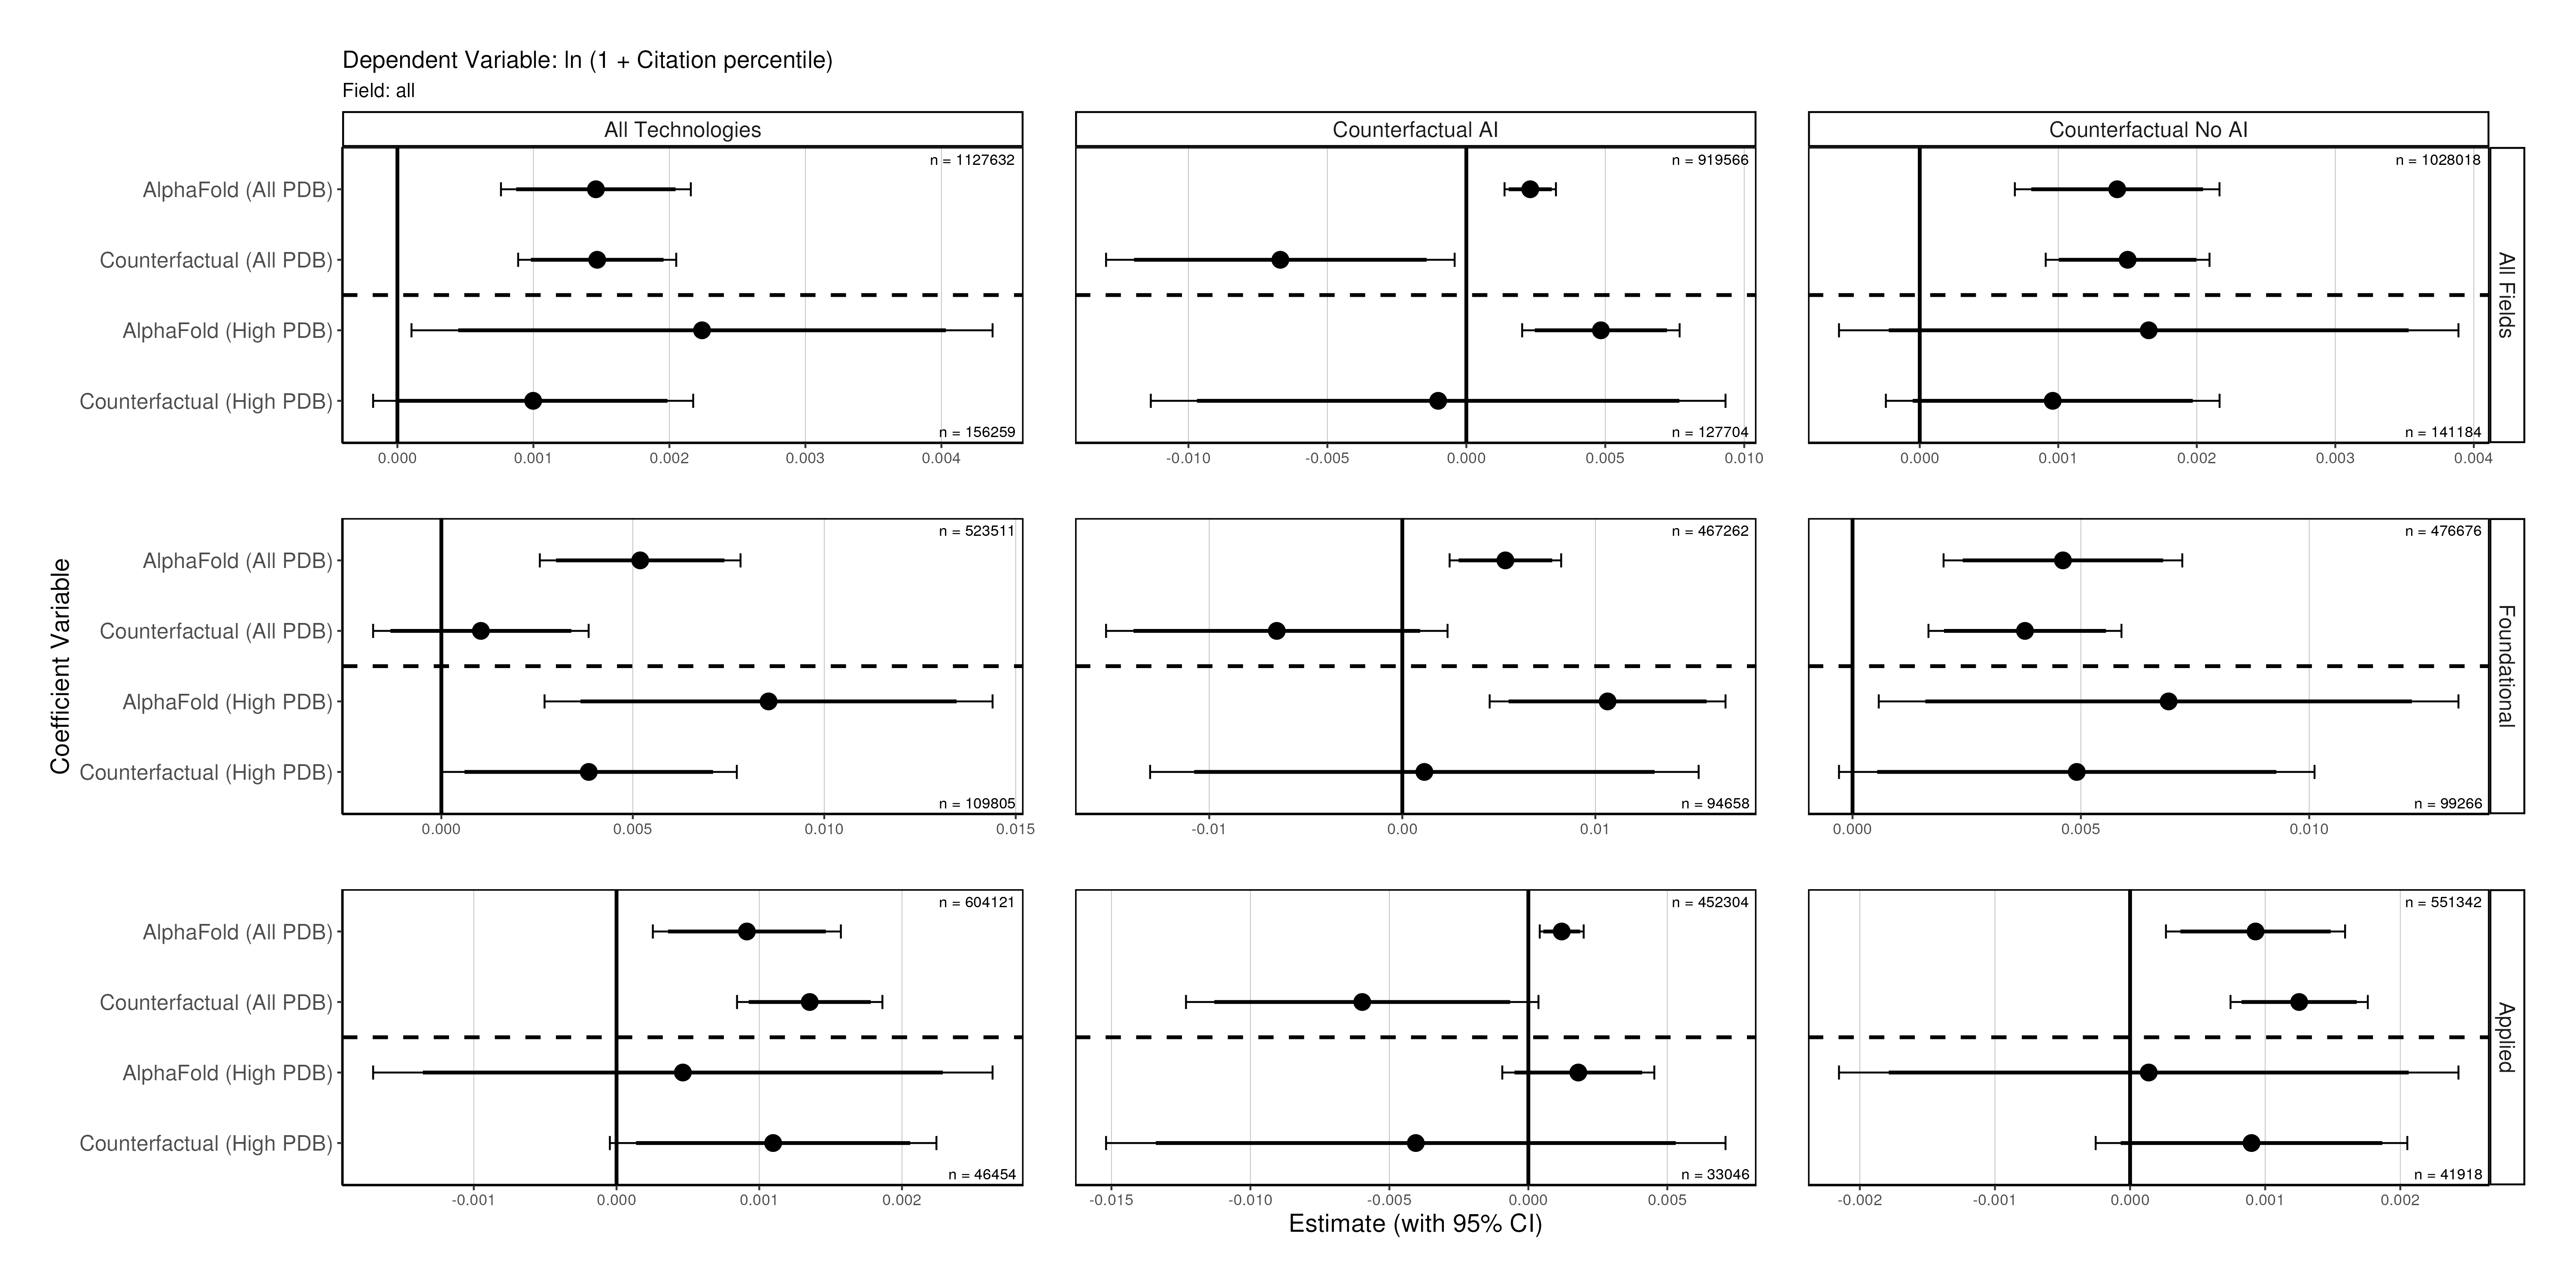 Dependent Variable: ln (1 + Citation percentile)
Field: all
All Technologies
Counterfactual AI
Counterfactual No AI
Coefficient Variable
AlphaFold (All PDB)
Counterfactual (All PDB)
AlphaFold (High PDB)
Counterfactual (High PDB)
n = 1127632
n = 156259
0.000 0.001 0.002 0.003 0.004
n = 919566
n = 127704
-0.010 -0.005 0.000 0.005 0.010
n = 1028018
n = 141184
0.000 0.001 0.002 0.003 0.004
All Fields
AlphaFold (All PDB)
Counterfactual (All PDB)
AlphaFold (High PDB)
Counterfactual (High PDB)
n = 523511
n = 109805
0.000 0.005 0.010 0.015
n = 467262
n = 94658
-0.01 0.00 0.01
n = 476676
n = 99266
0.000 0.005 0.010
Foundational
AlphaFold (All PDB)
Counterfactual (All PDB)
AlphaFold (High PDB)
Counterfactual (High PDB)
n = 604121
n = 46454
-0.001 0.000 0.001 0.002
n = 452304
n = 33046
-0.015 -0.010 -0.005 0.000 0.005
n = 551342
n = 41918
-0.002 -0.001 0.000 0.001 0.002
Applied
Estimate (with 95% CI)